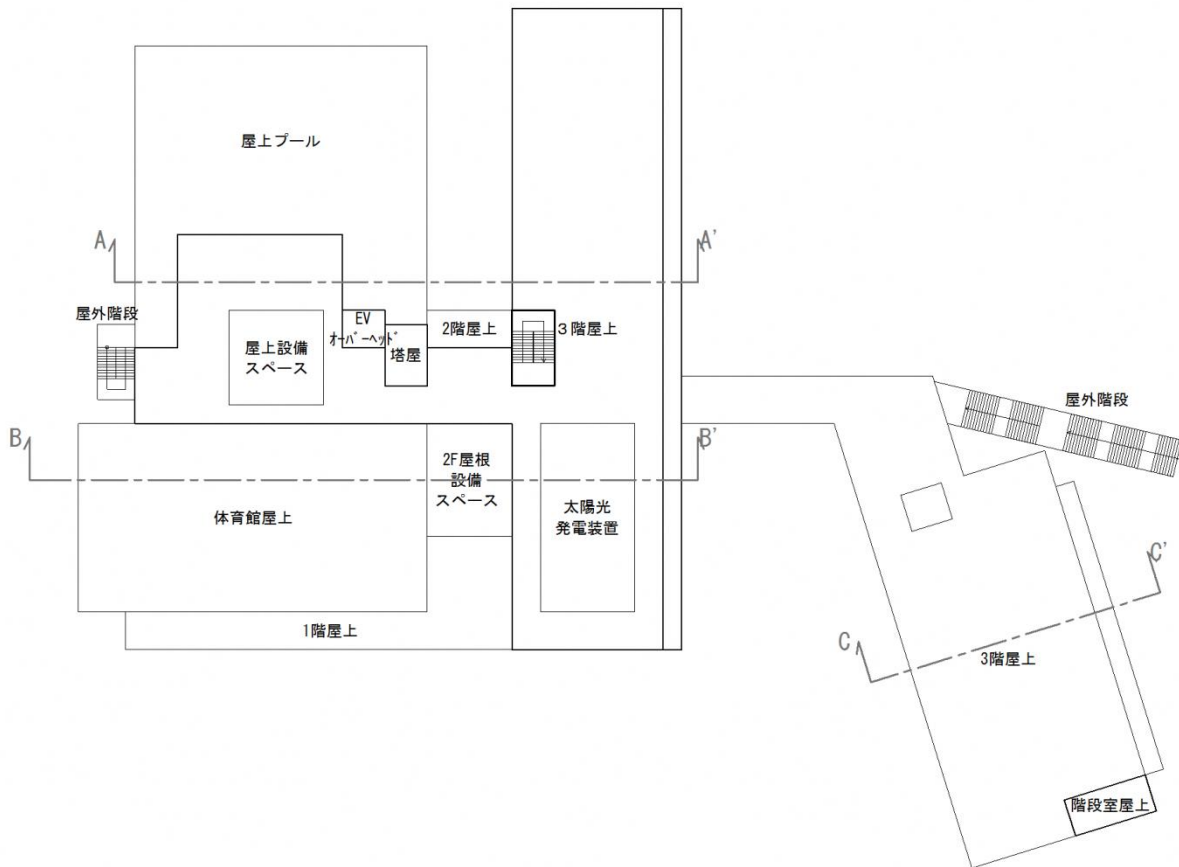 屋上プール
A
A'
屋外階段
EV
オーバーヘッド
2階屋上
3階屋上
屋上設備
スペース
塔屋
屋外階段
B
B'
2F屋根
設備
スペース
体育館屋上
太陽光
発電装置
C'
1階屋上
C
3階屋上
階段室屋上